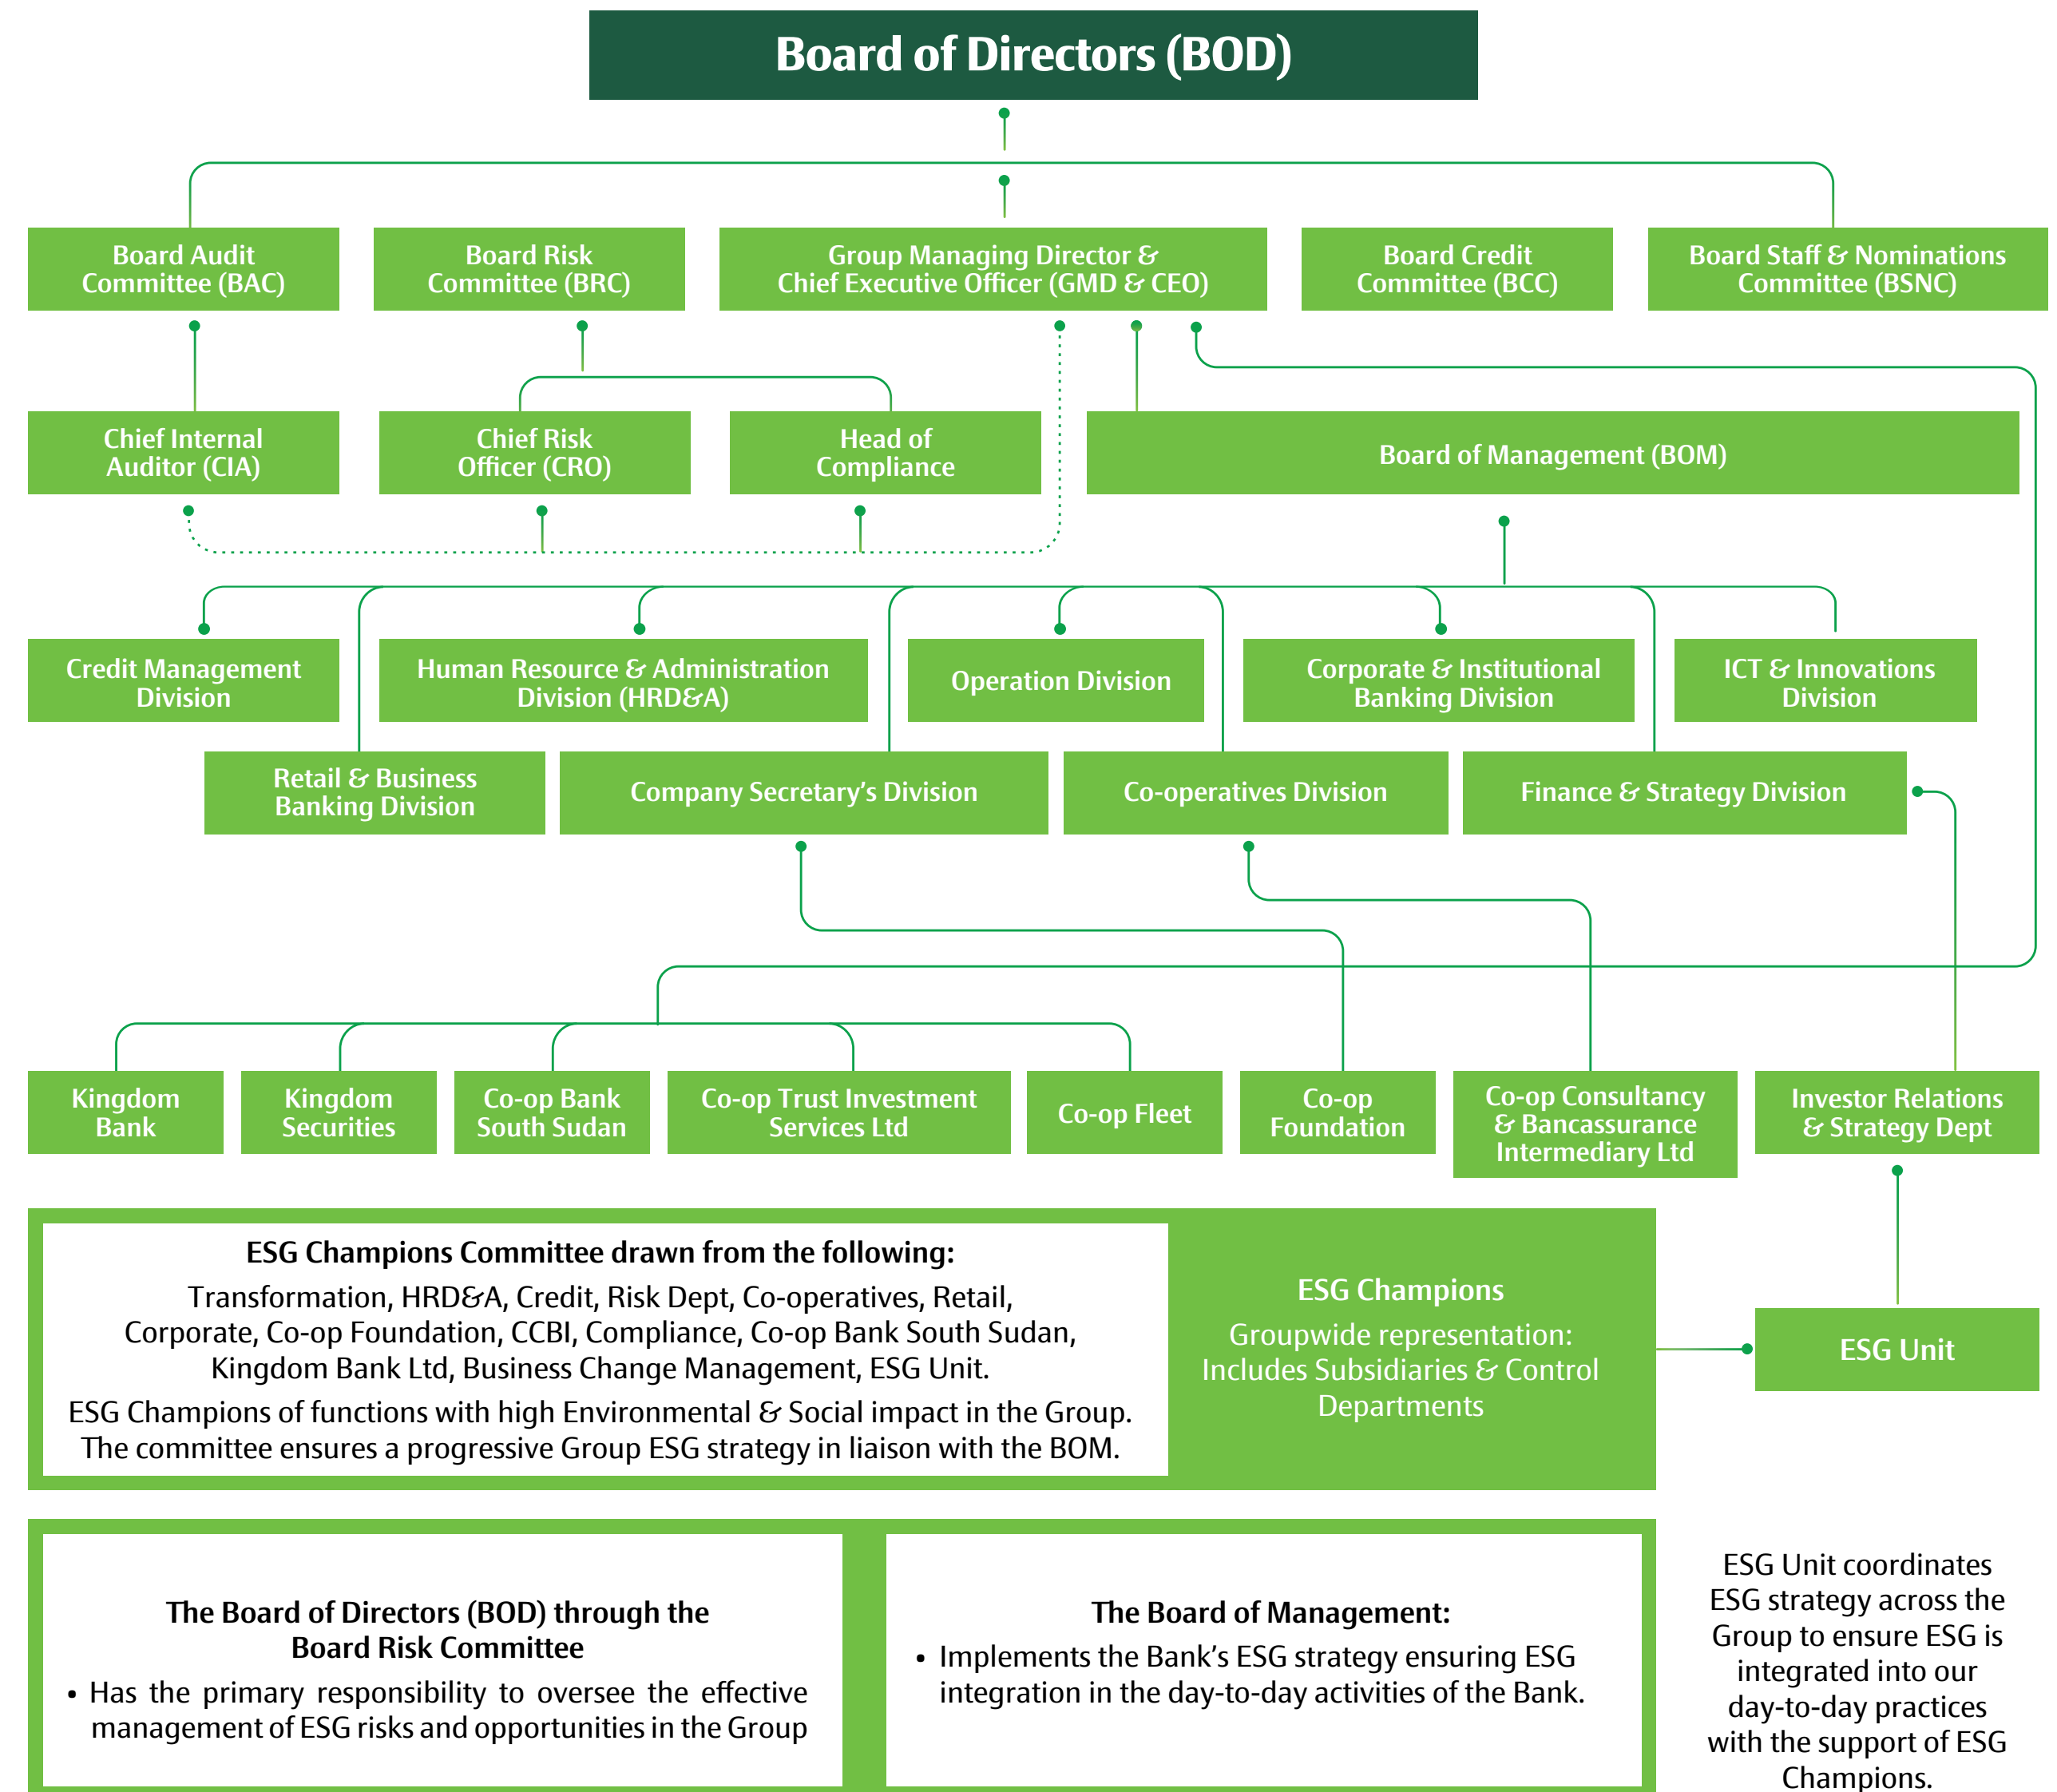 Board of Directors (BOD)
Board Audit
Committee (BAC)
Board Risk
Committee (BRC)
Group Managing Director &
Chief Executive Officer (GMD & CEO)
Board Credit
Committee (BCC)
Board Staff & Nominations
Committee (BSNC)
Chief Internal
Auditor (CIA)
Chief Risk
Officer (CRO)
Head of
Compliance
Board of Management (BOM)
Credit Management
Division
Human Resource & Administration
Division (HRD&A)
Operation Division
Corporate & Institutional
Banking Division
ICT & Innovations
Division
Retail & Business
Banking Division
Company Secretary's Division
Co-operatives Division
Finance & Strategy Division
Kingdom
Bank
Kingdom
Securities
Co-op Bank
South Sudan
Co-op Trust Investment
Services Ltd
Co-op Fleet
Co-op
Foundation
Co-op Consultancy
& Bancassurance
Intermediary Ltd
Investor Relations
& Strategy Dept
ESG Champions Committee drawn from the following:
Transformation, HRD&A, Credit, Risk Dept, Co-operatives, Retail,
Corporate, Co-op Foundation, CCBI, Compliance, Co-op Bank South Sudan,
Kingdom Bank Ltd, Business Change Management, ESG Unit.
ESG Champions of functions with high Environmental & Social impact in the Group.
The committee ensures a progressive Group ESG strategy in liaison with the BOM.
ESG Champions
Groupwide representation:
Includes Subsidiaries & Control
Departments
ESG Unit
The Board of Directors (BOD) through the
Board Risk Committee
• Has the primary responsibility to oversee the effective
management of ESG risks and opportunities in the Group
The Board of Management:
• Implements the Bank's ESG strategy ensuring ESG
integration in the day-to-day activities of the Bank.
ESG Unit coordinates
ESG strategy across the
Group to ensure ESG is
integrated into our
day-to-day practices
with the support of ESG
Champions.